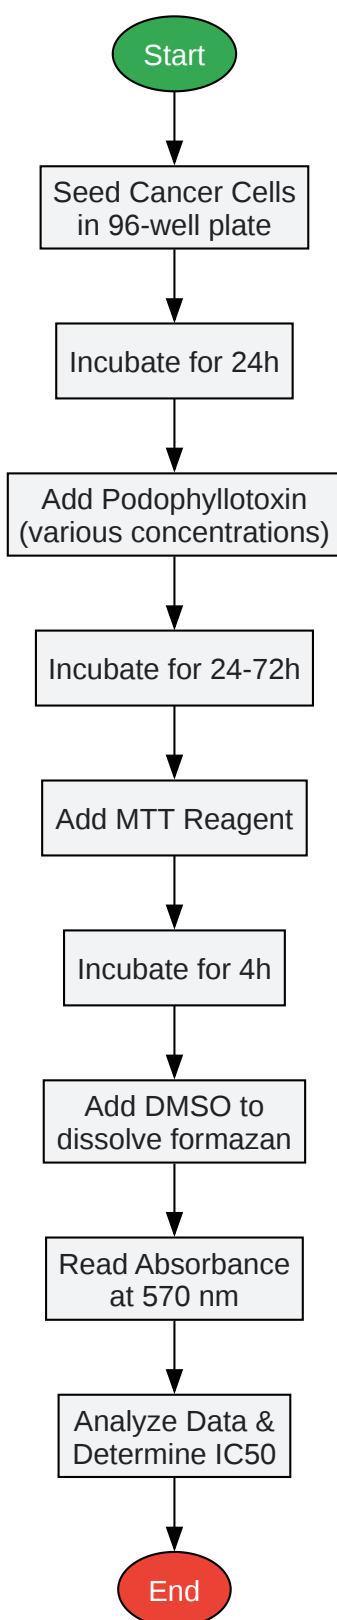 Start
Seed Cancer Cells
in 96-well plate
Incubate for 24h
Add Podophyllotoxin
(various concentrations)
Incubate for 24-72h
Add MTT Reagent
Incubate for 4h
Add DMSO to
dissolve formazan
Read Absorbance
at 570 nm
Analyze Data &
Determine IC50
End